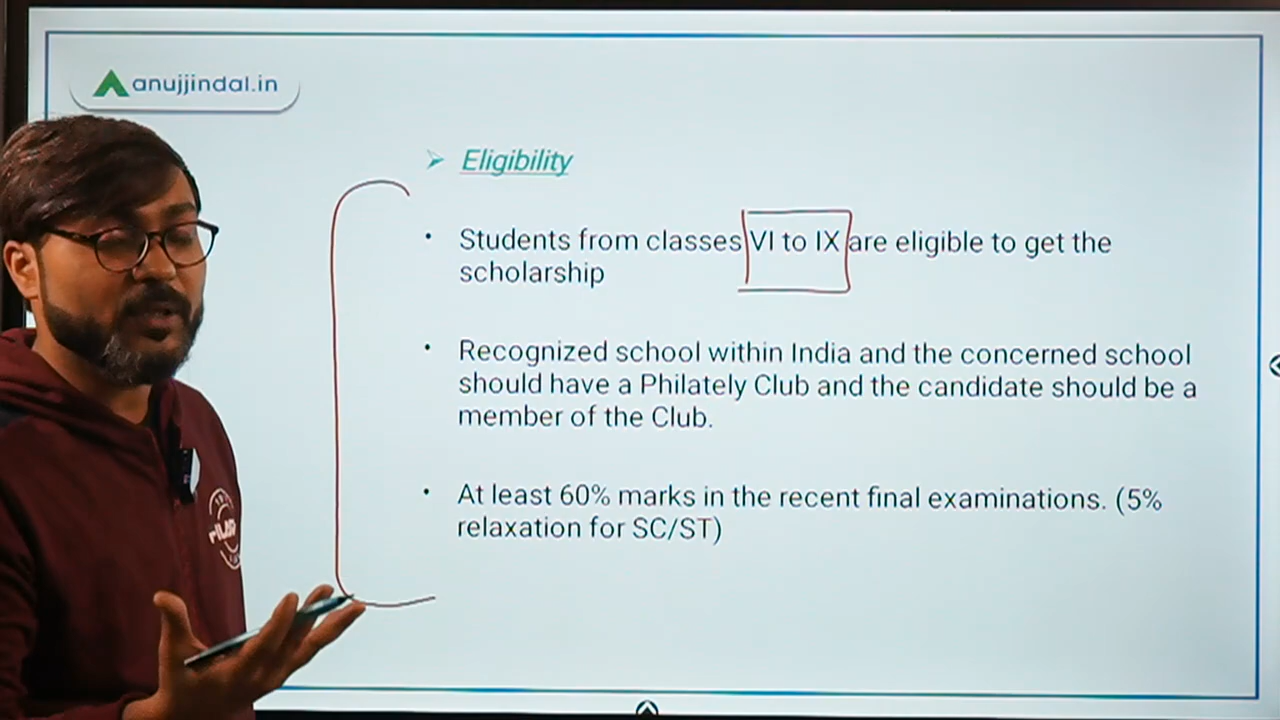 anujjindal.in
➢ Eligibility
• Students from classes VI to IX are eligible to get the
scholarship
• Recognized school within India and the concerned school
should have a Philately Club and the candidate should be a
member of the Club.
• At least 60% marks in the recent final examinations. (5%
relaxation for SC/ST)